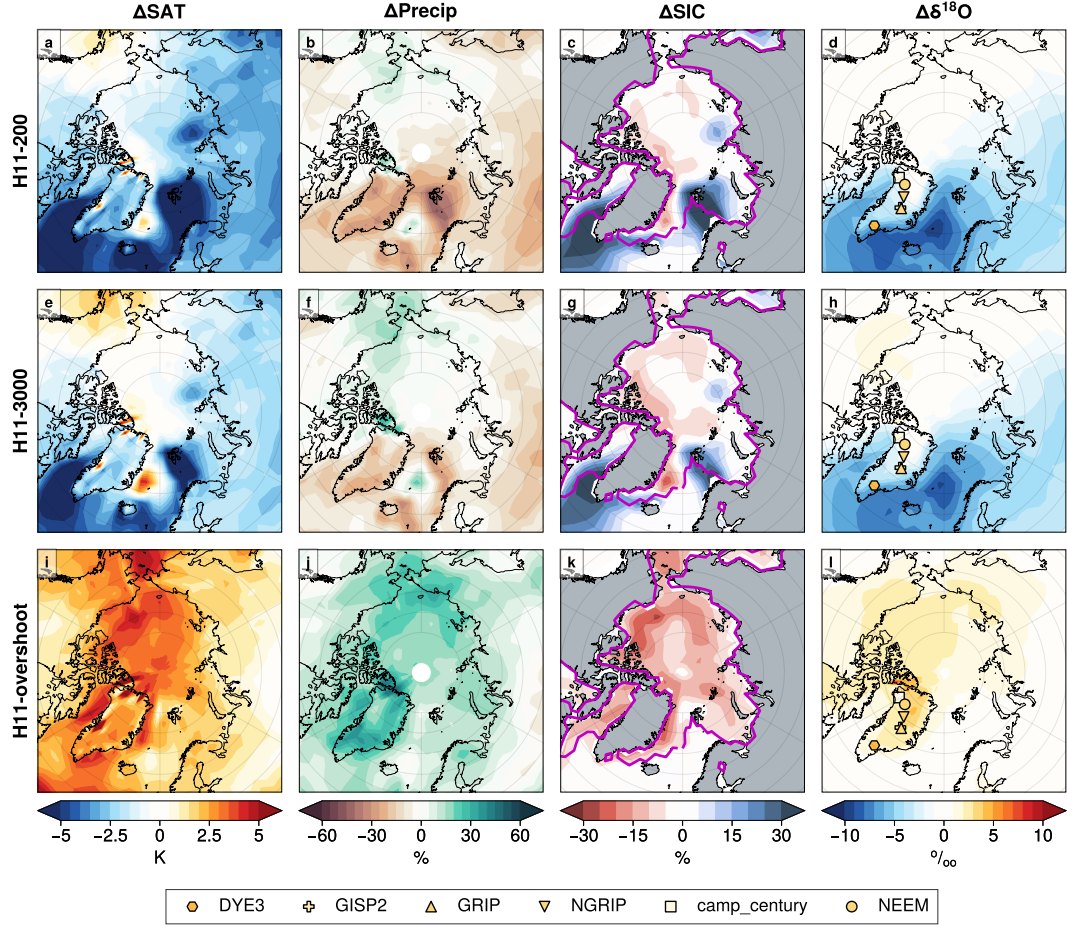 ΔSAT ΔPrecip ΔSIC Δδ¹⁸O
H11-200
a b c d
H11-3000
e f g h
H11-overshoot
i j k l
−5 −2.5 0 2.5 5
K
−60 −30 0 30 60
%
−30 −15 0 15 30
%
−10 −5 0 5 10
⁰/₀₀
DYE3 GISP2 GRIP NGRIP camp_century NEEM